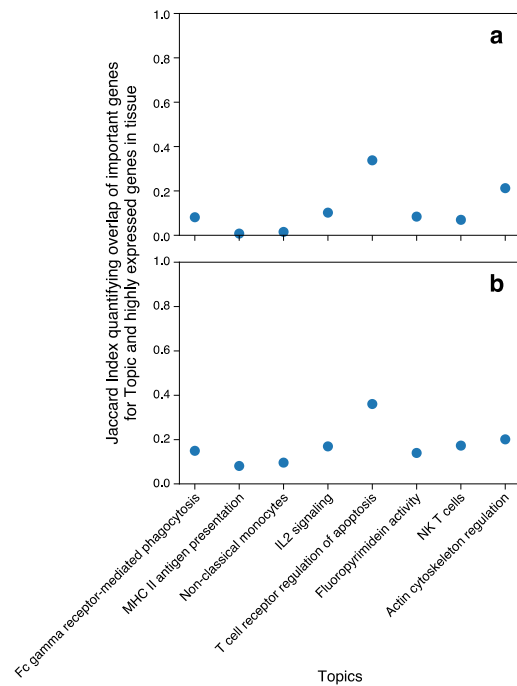 Jaccard Index quantifying overlap of important genes
for Topic and highly expressed genes in tissue
a
1.0
0.8
0.6
0.4
0.2
0.0
b
1.0
0.8
0.6
0.4
0.2
0.0
Fc gamma receptor-mediated phagocytosis
MHC II antigen presentation
Non-classical monocytes
IL2 signaling
T cell receptor regulation of apoptosis
Fluoropyrimidein activity
NK T cells
Actin cytoskeleton regulation
Topics